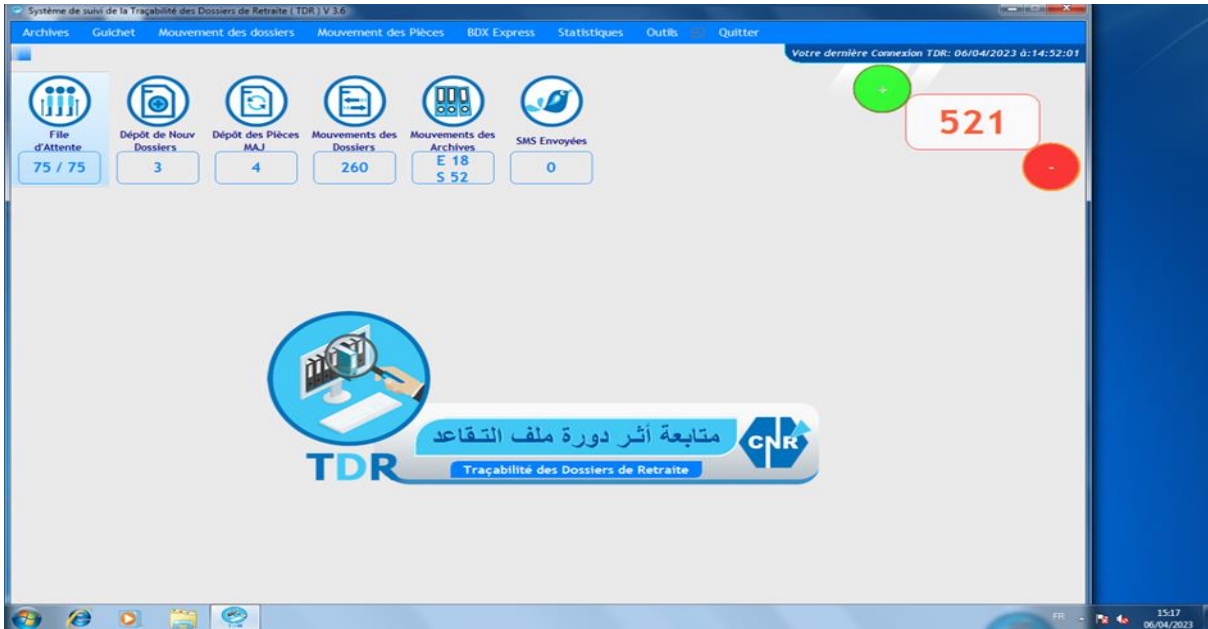 Système de suivi de la Traçabilité des Dossiers de Retraite ( TDR ) V 3.6
Archives Guichet Mouvement des dossiers Mouvement des Pièces BDX Express Statistiques Outils Quitter
Votre dernière Connexion TDR: 06/04/2023 à:14:52:01
File d'Attente
75 / 75
Dépôt de Nouv Dossiers
3
Dépôt des Pièces MAJ
4
Mouvements des Dossiers
260
Mouvements des Archives
E 18
S 52
SMS Envoyées
0
+
521
-
متابعة أثر دورة ملف التقاعد
CNR
TDR
Traçabilité des Dossiers de Retraite
FR
15:17
06/04/2023